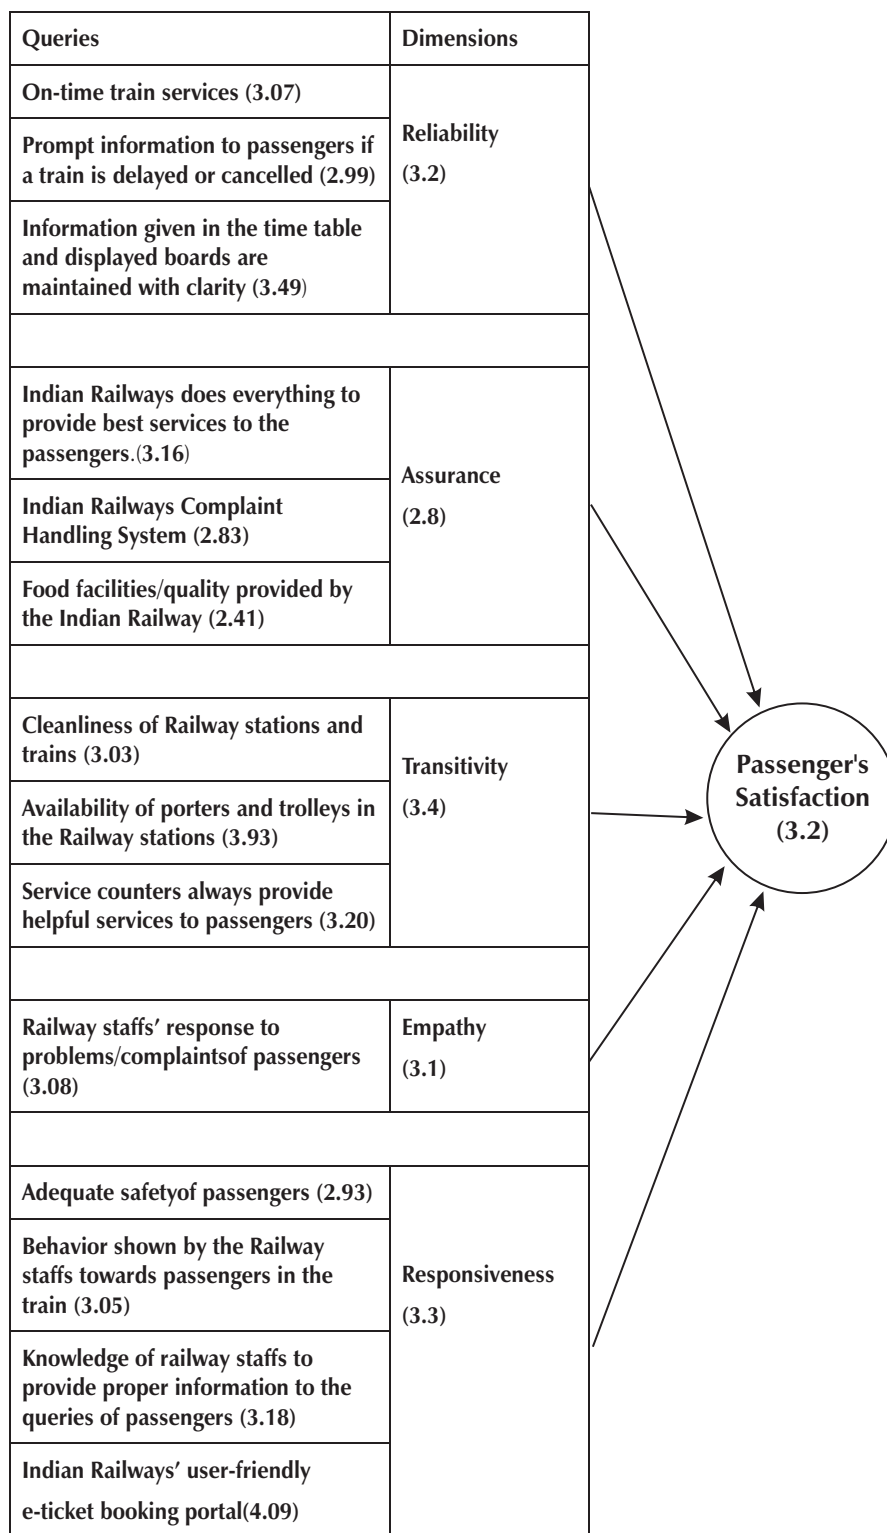 Queries
Dimensions
On-time train services (3.07)
Prompt information to passengers if
a train is delayed or cancelled (2.99)
Information given in the time table
and displayed boards are
maintained with clarity (3.49)
Reliability
(3.2)
Indian Railways does everything to
provide best services to the
passengers.(3.16)
Indian Railways Complaint
Handling System (2.83)
Food facilities/quality provided by
the Indian Railway (2.41)
Assurance
(2.8)
Cleanliness of Railway stations and
trains (3.03)
Availability of porters and trolleys in
the Railway stations (3.93)
Service counters always provide
helpful services to passengers (3.20)
Transitivity
(3.4)
Railway staffs’ response to
problems/complaintsof passengers
(3.08)
Empathy
(3.1)
Adequate safetyof passengers (2.93)
Behavior shown by the Railway
staffs towards passengers in the
train (3.05)
Knowledge of railway staffs to
provide proper information to the
queries of passengers (3.18)
Indian Railways’ user-friendly
e-ticket booking portal(4.09)
Responsiveness
(3.3)
Passenger's
Satisfaction
(3.2)